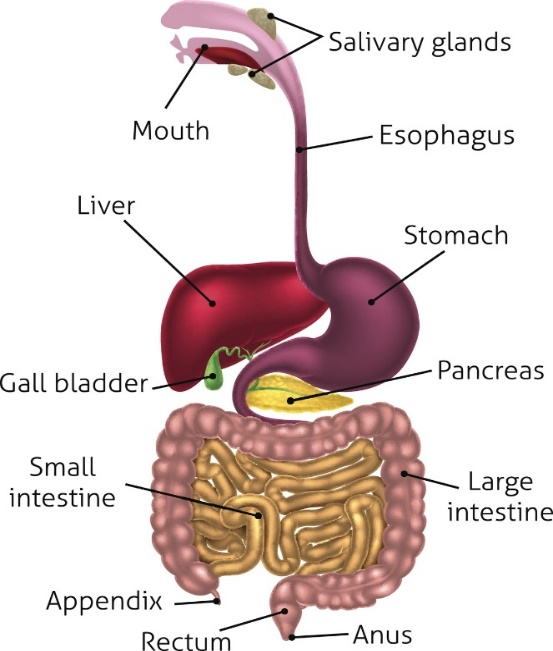 Salivary glands
Mouth
Esophagus
Liver
Stomach
Gall bladder
Pancreas
Small
intestine
Large
intestine
Appendix
Rectum
Anus